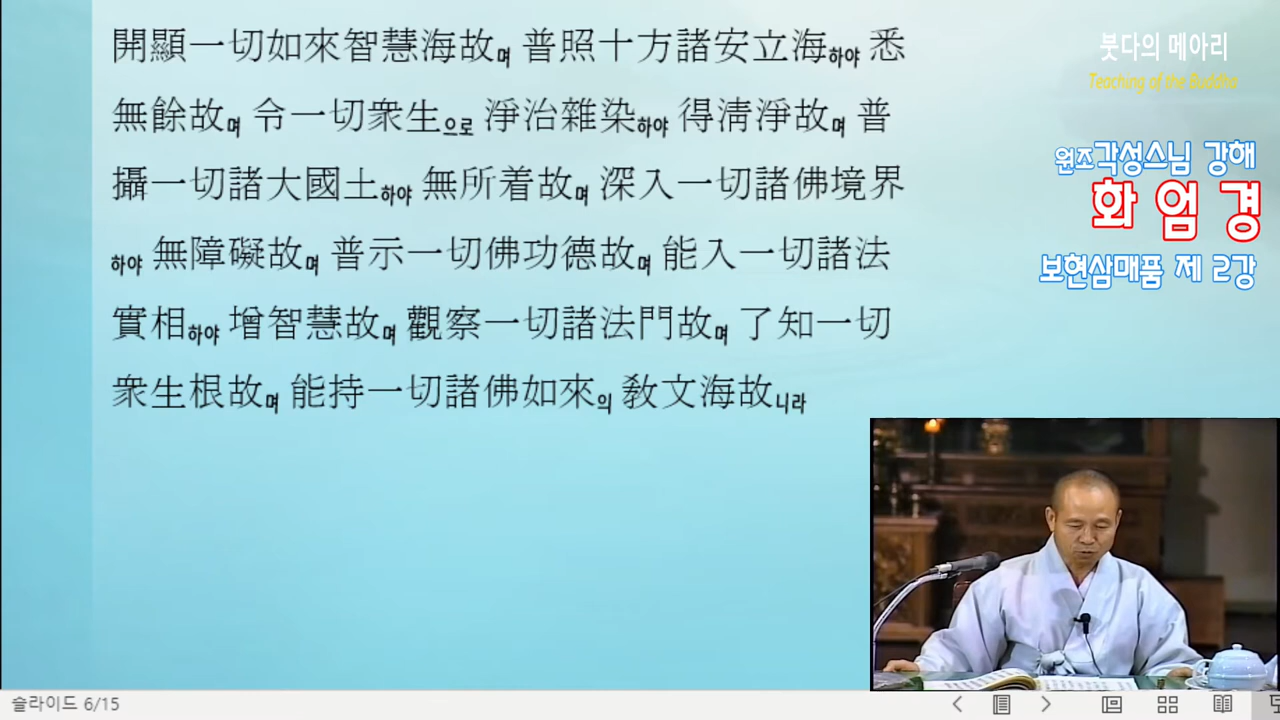 開顯一切如來智慧海故며 普照十方諸安立海하야 悉
無餘故며 令一切衆生으로 淨治雜染하야 得淸淨故며 普
攝一切諸大國土하야 無所着故며 深入一切諸佛境界
하야 無障礙故며 普示一切佛功德故며 能入一切諸法
實相하야 增智慧故며 觀察一切諸法門故며 了知一切
衆生根故며 能持一切諸佛如來의 敎文海故니라
붓다의 메아리
Teaching of the Buddha
원조각성스님 강해
화엄경
보현삼매품 제 2강
슬라이드 6/15